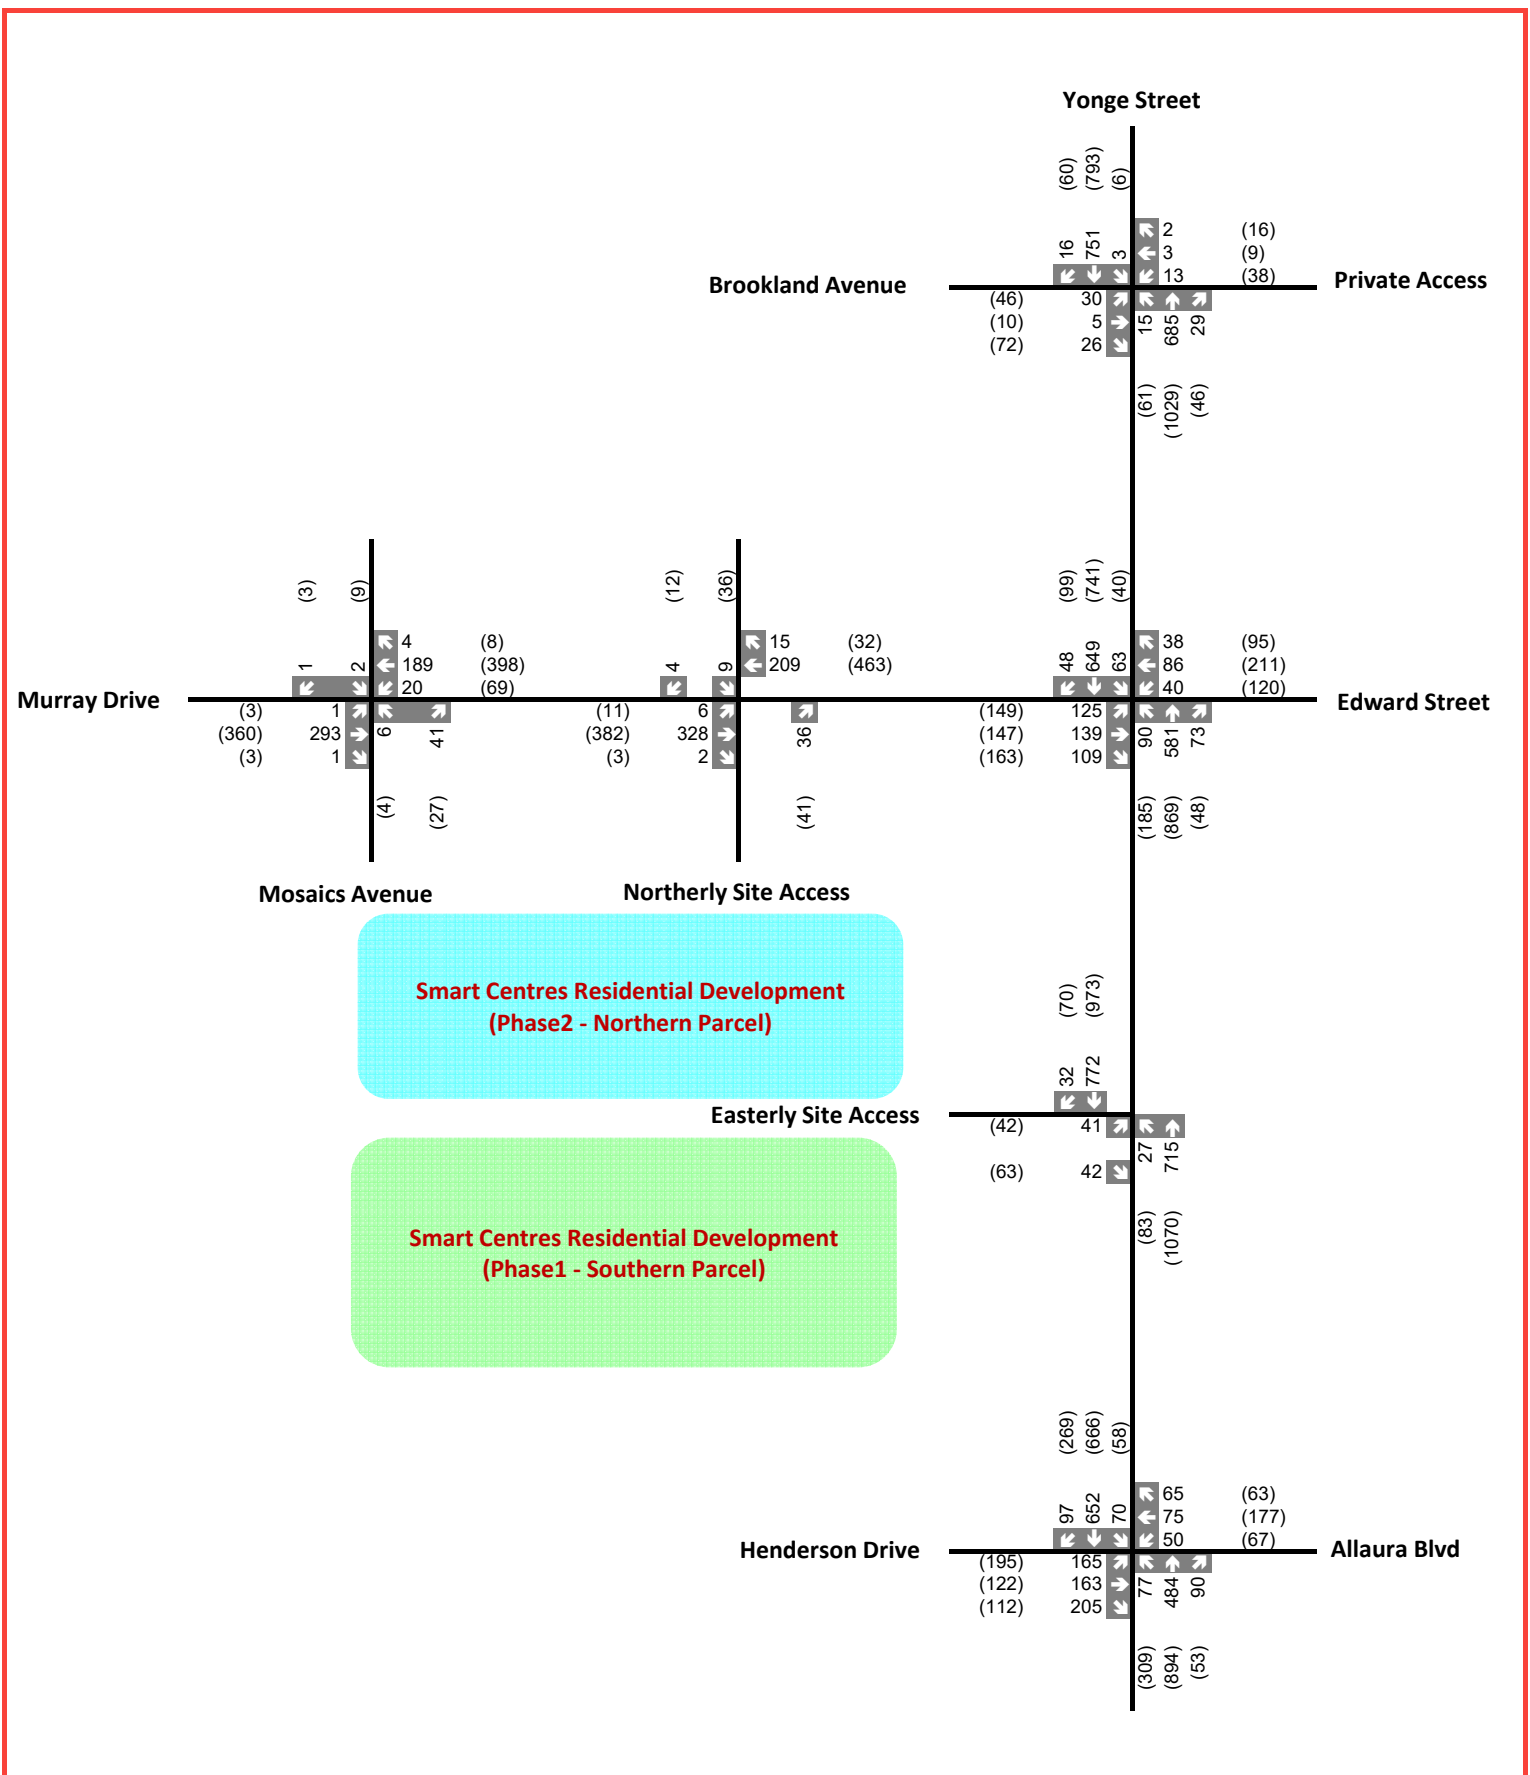 Yonge Street
(60) (793) (6)
16 751 3
2 (16)
3 (9)
13 (38)
Brookland Avenue
Private Access
(46) 30
(10) 5
(72) 26
15 685 29
(61) (1029) (46)
(3) (9)
1 2
4 (8)
189 (398)
20 (69)
Murray Drive
(3) 1
(360) 293
(3) 1
6 41
(4) (27)
Mosaics Avenue
(12) (36)
4 9
15 (32)
209 (463)
(11) 6
(382) 328
(3) 2
36
(41)
Northerly Site Access
(99) (741) (40)
48 649 63
38 (95)
86 (211)
40 (120)
Edward Street
(149) 125
(147) 139
(163) 109
90 581 73
(185) (869) (48)
Smart Centres Residential Development
(Phase2 - Northern Parcel)
(70) (973)
32 772
Easterly Site Access
(42) 41
(63) 42
27 715
(83) (1070)
Smart Centres Residential Development
(Phase1 - Southern Parcel)
(269) (666) (58)
97 652 70
65 (63)
75 (177)
50 (67)
Henderson Drive
Allaura Blvd
(195) 165
(122) 163
(112) 205
77 484 90
(309) (894) (53)